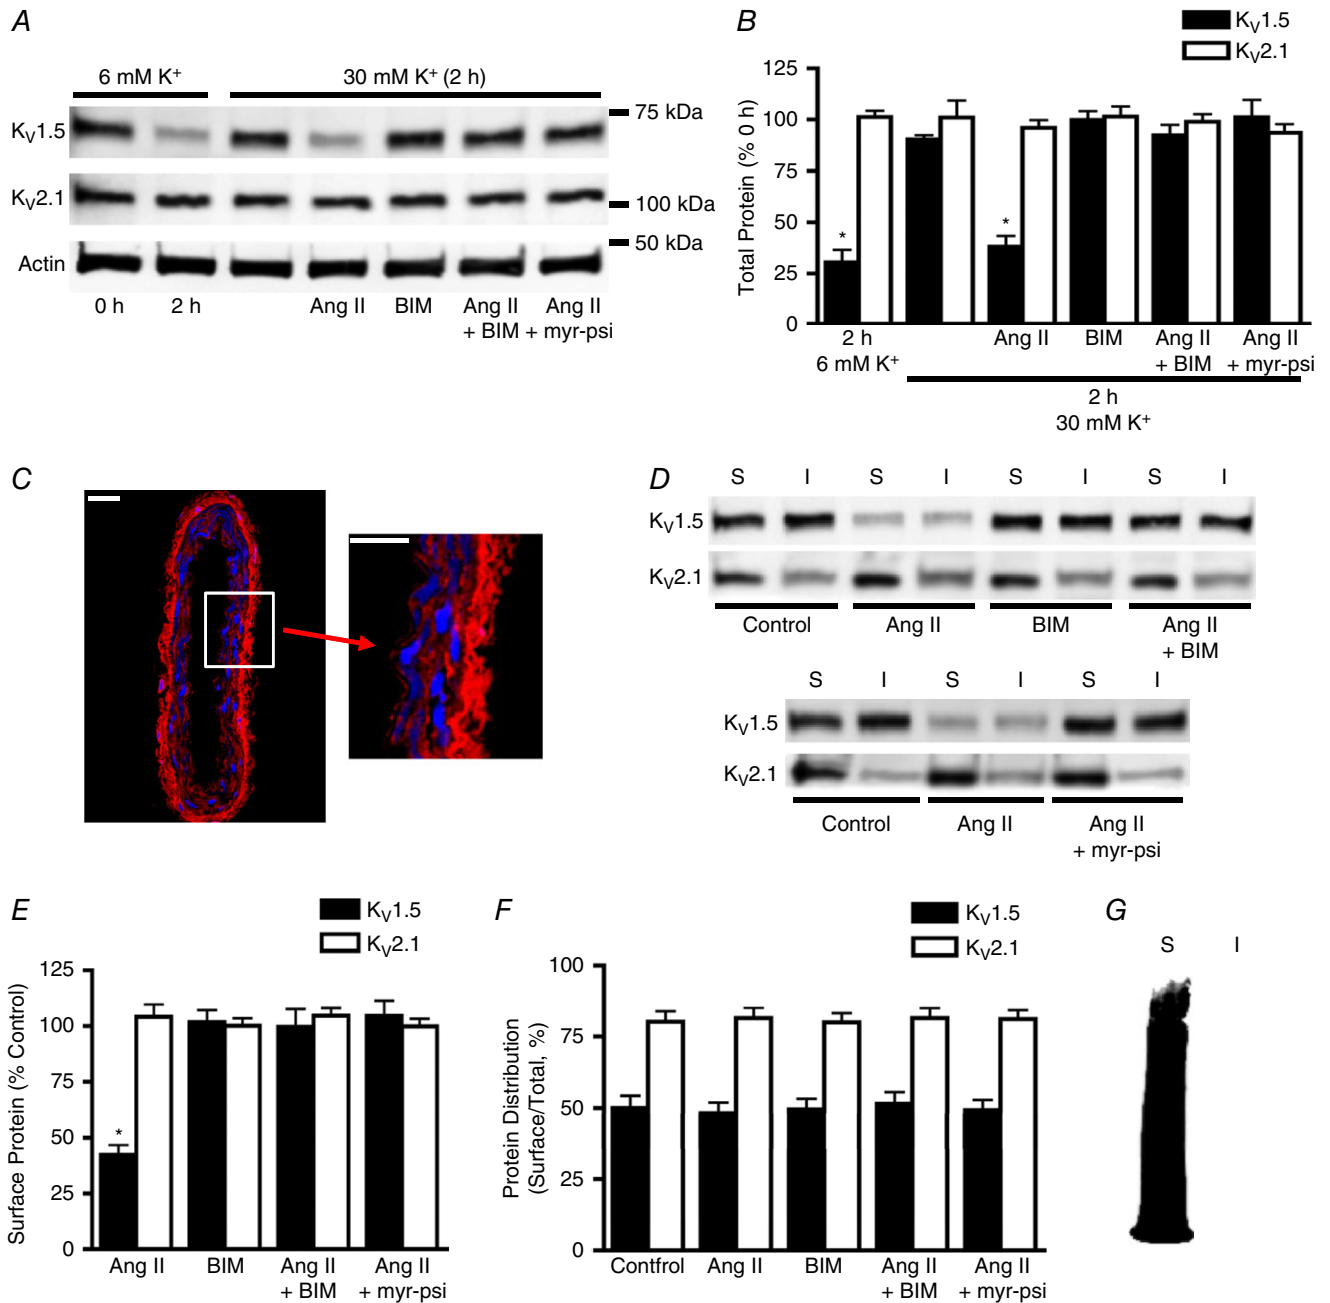 A
6 mM K⁺
30 mM K⁺ (2 h)
Kv1.5
75 kDa
Kv2.1
100 kDa
50 kDa
Actin
0 h
2 h
Ang II
BIM
Ang II
+ BIM
Ang II
+ myr-psi
B
Kv1.5
Kv2.1
Total Protein (% 0 h)
125
100
75
50
25
0
*
*
2 h
6 mM K⁺
Ang II
BIM
Ang II
+ BIM
Ang II
+ myr-psi
2 h
30 mM K⁺
C
D
S I S I S I S I
Kv1.5
Kv2.1
Control
Ang II
BIM
Ang II
+ BIM
S I S I S I
Kv1.5
Kv2.1
Control
Ang II
Ang II
+ myr-psi
E
Kv1.5
Kv2.1
Surface Protein (% Control)
125
100
75
50
25
0
*
Ang II
BIM
Ang II
+ BIM
Ang II
+ myr-psi
F
Kv1.5
Kv2.1
Protein Distribution
(Surface/Total, %)
100
75
50
25
0
Contfrol
Ang II
BIM
Ang II
+ BIM
Ang II
+ myr-psi
G
S I